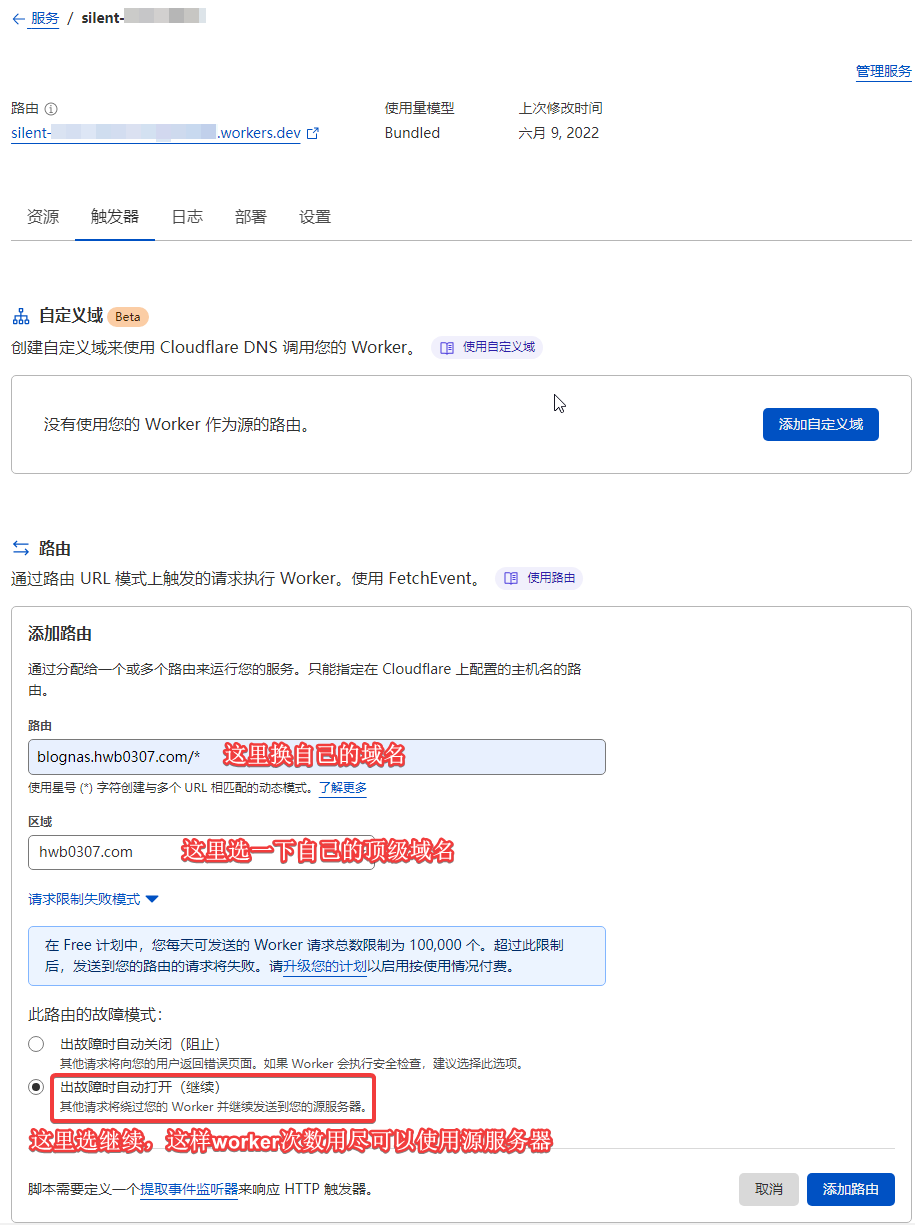 服务 / silent-
管理服务
路由 使用量模型 上次修改时间
silent- .workers.dev Bundled 六月 9, 2022
资源 触发器 日志 部署 设置
自定义域 Beta
创建自定义域来使用 Cloudflare DNS 调用您的 Worker。 使用自定义域
没有使用您的 Worker 作为源的路由。 添加自定义域
路由
通过路由 URL 模式上触发的请求执行 Worker。使用 FetchEvent。 使用路由
添加路由
通过分配给一个或多个路由来运行您的服务。只能指定在 Cloudflare 上配置的主机名的路
由。
路由
blognas.hwb0307.com/* 这里换自己的域名
使用星号 (*) 字符创建与多个 URL 相匹配的动态模式。了解更多
区域
hwb0307.com 这里选一下自己的顶级域名
请求限制失败模式
在 Free 计划中，您每天可发送的 Worker 请求总数限制为 100,000 个。超过此限制
后，发送到您的路由的请求将失败。请升级您的计划以启用按使用情况付费。
此路由的故障模式：
出故障时自动关闭（阻止）
其他请求将向您的用户返回错误页面。如果 Worker 会执行安全检查，建议选择此选项。
出故障时自动打开（继续）
其他请求将绕过您的 Worker 并继续发送到您的源服务器。
这里选继续，这样worker次数用尽可以使用源服务器
脚本需要定义一个提取事件监听器来响应 HTTP 触发器。 取消 添加路由